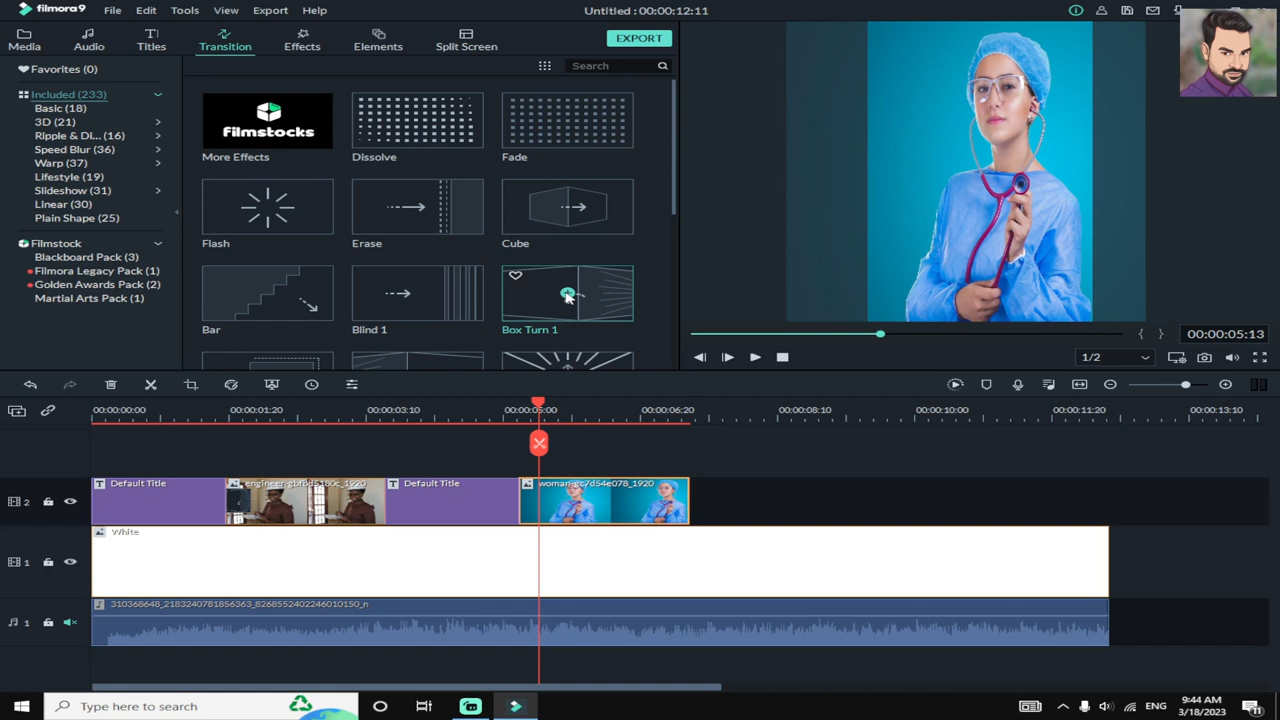 filmora9
File Edit Tools View Export Help
Untitled : 00:00:12:11
Media Audio Titles Transition Effects Elements Split Screen
EXPORT
Favorites (0)
Included (233)
Basic (18)
3D (21)
Ripple & Di... (16)
Speed Blur (36)
Warp (37)
Lifestyle (19)
Slideshow (31)
Linear (30)
Plain Shape (25)
Filmstock
Blackboard Pack (3)
Filmora Legacy Pack (1)
Golden Awards Pack (2)
Martial Arts Pack (1)
Search
filmstocks
More Effects Dissolve Fade
Flash Erase Cube
Bar Blind 1 Box Turn 1
00:00:05:13
1/2
00:00:00:00 00:00:01:20 00:00:03:10 00:00:05:00 00:00:06:20 00:00:08:10 00:00:10:00 00:00:11:20 00:00:13:10
2
T Default Title
engineer-gbfbd5180c_1920
T Default Title
woman-gc7d54e078_1920
1
White
1
310368648_2183240781856363_8268552402246010150_n
Type here to search
ENG
9:44 AM
3/18/2023
11